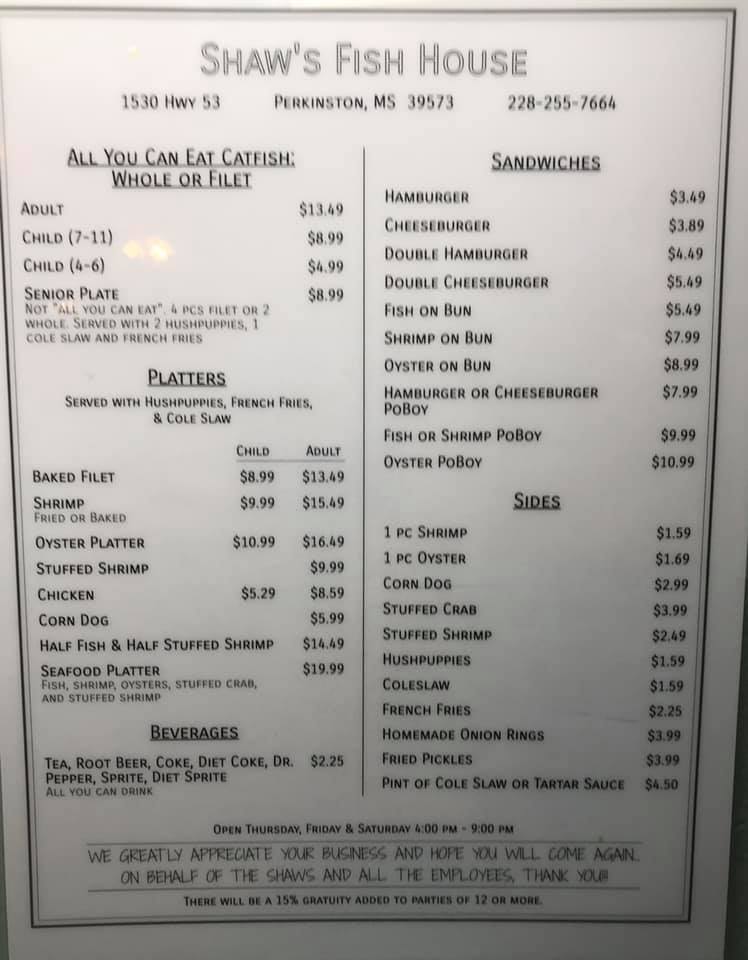 SHAW'S FISH HOUSE
1530 HWY 53 PERKINSTON, MS 39573 228-255-7664
ALL YOU CAN EAT CATFISH:
WHOLE OR FILET
ADULT $13.49
CHILD (7-11) $8.99
CHILD (4-6) $4.99
SENIOR PLATE $8.99
NOT "ALL YOU CAN EAT". 4 PCS FILET OR 2
WHOLE. SERVED WITH 2 HUSHPUPPIES, 1
COLE SLAW AND FRENCH FRIES
PLATTERS
SERVED WITH HUSHPUPPIES, FRENCH FRIES,
& COLE SLAW
CHILD ADULT
BAKED FILET $8.99 $13.49
SHRIMP $9.99 $15.49
FRIED OR BAKED
OYSTER PLATTER $10.99 $16.49
STUFFED SHRIMP $9.99
CHICKEN $5.29 $8.59
CORN DOG $5.99
HALF FISH & HALF STUFFED SHRIMP $14.49
SEAFOOD PLATTER $19.99
FISH, SHRIMP, OYSTERS, STUFFED CRAB,
AND STUFFED SHRIMP
BEVERAGES
TEA, ROOT BEER, COKE, DIET COKE, DR. $2.25
PEPPER, SPRITE, DIET SPRITE
ALL YOU CAN DRINK
SANDWICHES
HAMBURGER $3.49
CHEESEBURGER $3.89
DOUBLE HAMBURGER $4.49
DOUBLE CHEESEBURGER $5.49
FISH ON BUN $5.49
SHRIMP ON BUN $7.99
OYSTER ON BUN $8.99
HAMBURGER OR CHEESEBURGER $7.99
POBOY
FISH OR SHRIMP POBOY $9.99
OYSTER POBOY $10.99
SIDES
1 PC SHRIMP $1.59
1 PC OYSTER $1.69
CORN DOG $2.99
STUFFED CRAB $3.99
STUFFED SHRIMP $2.49
HUSHPUPPIES $1.59
COLESLAW $1.59
FRENCH FRIES $2.25
HOMEMADE ONION RINGS $3.99
FRIED PICKLES $3.99
PINT OF COLE SLAW OR TARTAR SAUCE $4.50
OPEN THURSDAY, FRIDAY & SATURDAY 4:00 PM - 9:00 PM
WE GREATLY APPRECIATE YOUR BUSINESS AND HOPE YOU WILL COME AGAIN.
ON BEHALF OF THE SHAWS AND ALL THE EMPLOYEES, THANK YOU!!!
THERE WILL BE A 15% GRATUITY ADDED TO PARTIES OF 12 OR MORE.